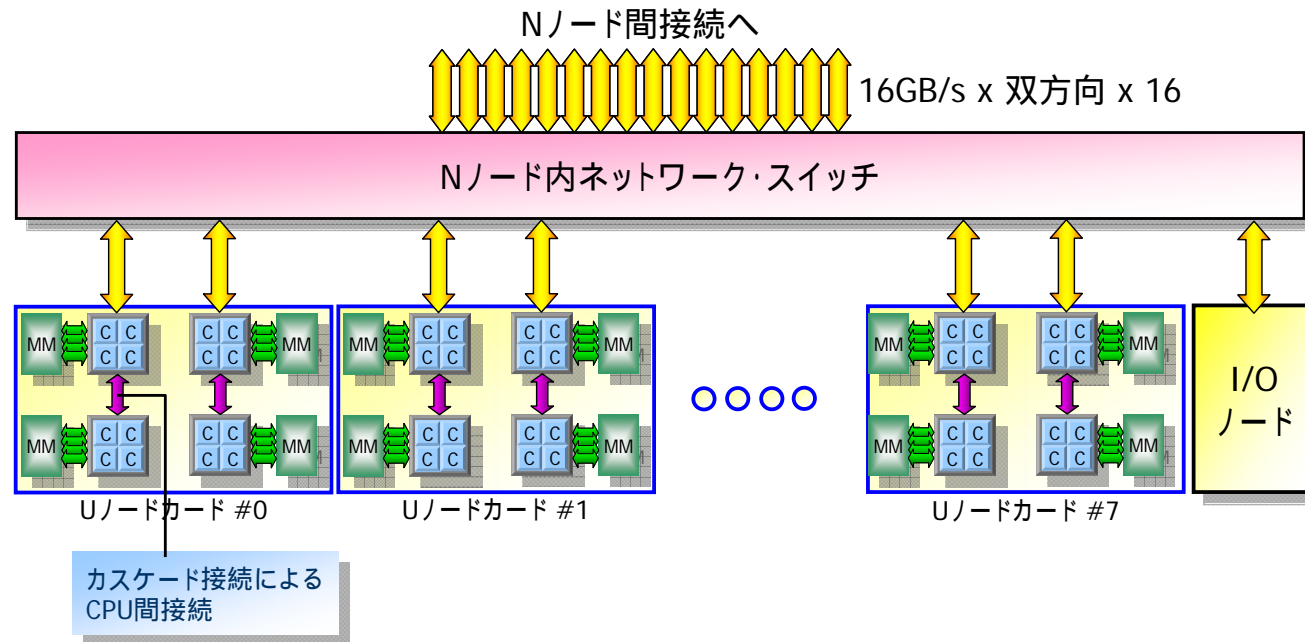 Nノード間接続へ
16GB/s x 双方向 x 16
Nノード内ネットワーク・スイッチ
MM C C C C C C C C MM MM C C C C C C C C MM MM C C C C C C C C MM
MM C C C C C C C C MM MM C C C C C C C C MM MM C C C C C C C C MM
I/O
ノード
Uノードカード #0
Uノードカード #1
Uノードカード #7
カスケード接続による
CPU間接続